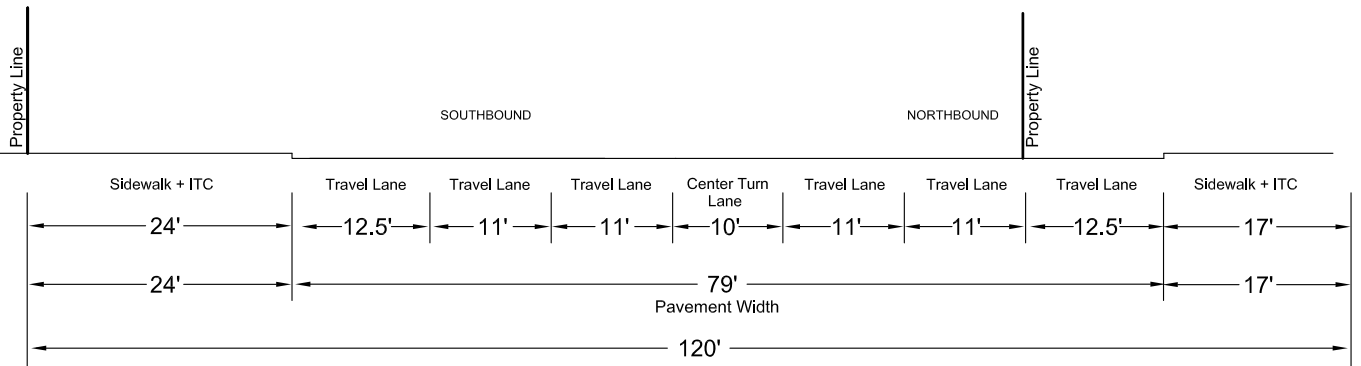 Property Line
SOUTHBOUND
NORTHBOUND
Property Line
Sidewalk + ITC
Travel Lane
Travel Lane
Travel Lane
Center Turn
Lane
Travel Lane
Travel Lane
Travel Lane
Sidewalk + ITC
24'
12.5'
11'
11'
10'
11'
11'
12.5'
17'
24'
79'
17'
Pavement Width
120'